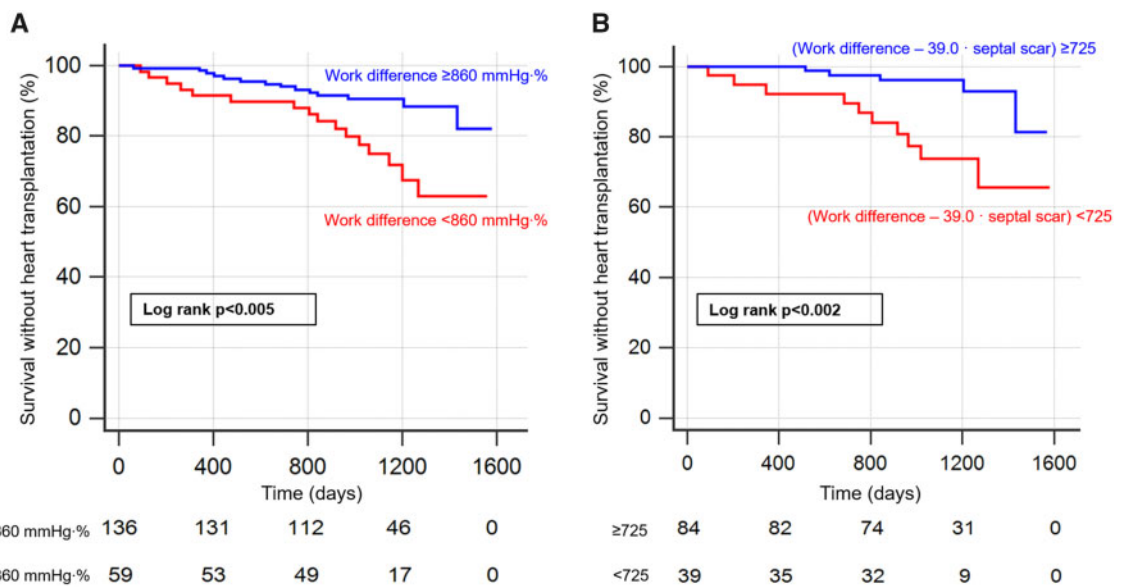 A
Survival without heart transplantation (%)
100
80
60
40
20
0
Work difference ≥860 mmHg·%
Work difference <860 mmHg·%
Log rank p<0.005
0 400 800 1200 1600
Time (days)
60 mmHg·% 136 131 112 46 0
60 mmHg·% 59 53 49 17 0
B
Survival without heart transplantation (%)
100
80
60
40
20
0
(Work difference – 39.0 · septal scar) ≥725
(Work difference – 39.0 · septal scar) <725
Log rank p<0.002
0 400 800 1200 1600
Time (days)
≥725 84 82 74 31 0
<725 39 35 32 9 0